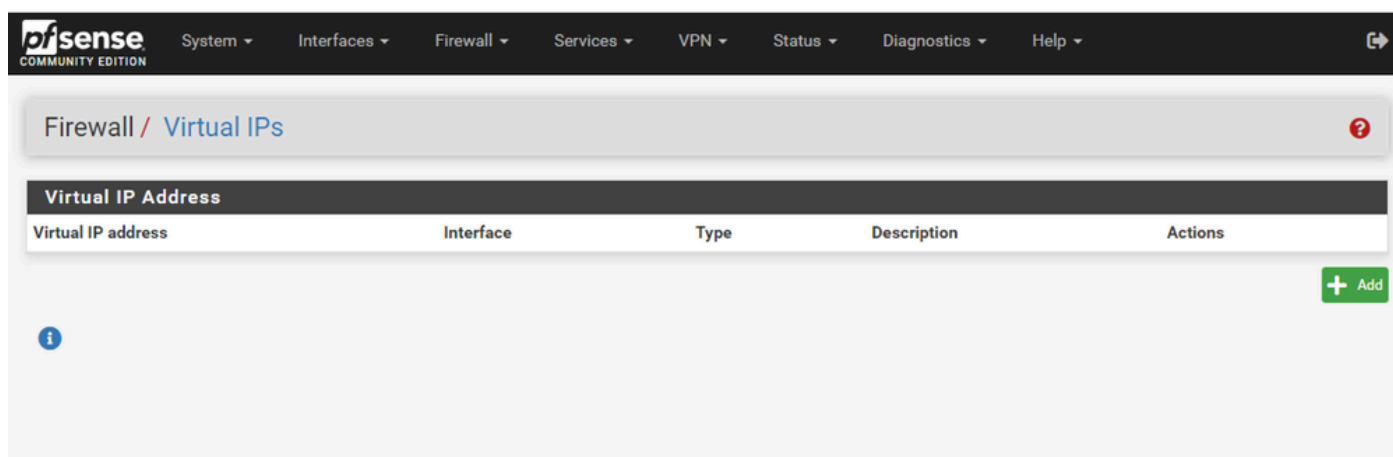 pfsense System Interfaces Firewall Services VPN Status Diagnostics Help
COMMUNITY EDITION
Firewall / Virtual IPs
Virtual IP Address
Virtual IP address Interface Type Description Actions
Add